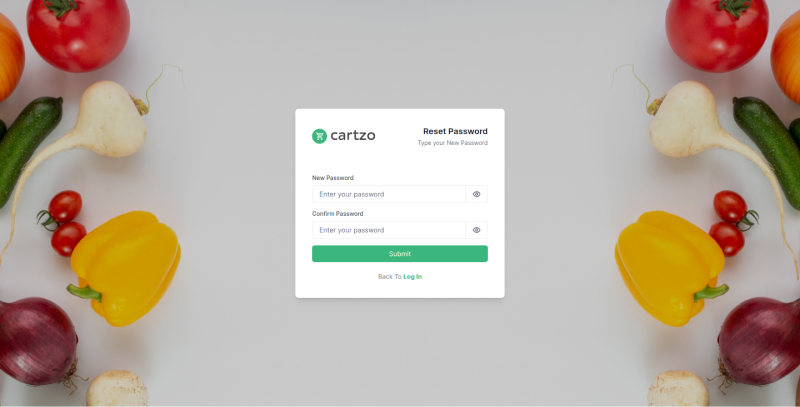 cartzo
Reset Password
Type your New Password
New Password
Enter your password
Confirm Password
Enter your password
Submit
Back To Log In